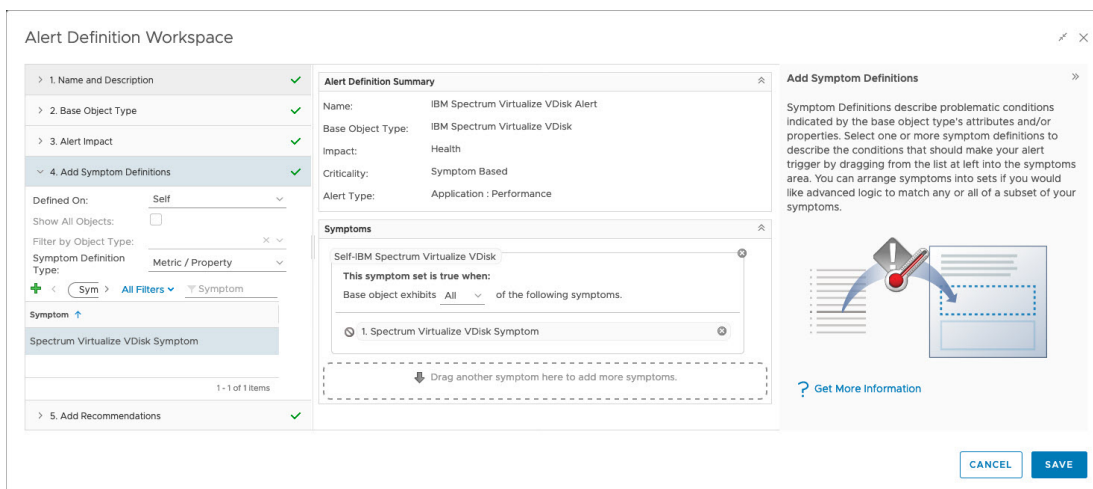 Alert Definition Workspace
1. Name and Description
2. Base Object Type
3. Alert Impact
4. Add Symptom Definitions
Defined On: Self
Show All Objects:
Filter by Object Type:
Symptom Definition
Type: Metric / Property
Sym All Filters Symptom
Symptom
Spectrum Virtualize VDisk Symptom
1 - 1 of 1 items
5. Add Recommendations
Alert Definition Summary
Name: IBM Spectrum Virtualize VDisk Alert
Base Object Type: IBM Spectrum Virtualize VDisk
Impact: Health
Criticality: Symptom Based
Alert Type: Application : Performance
Symptoms
Self-IBM Spectrum Virtualize VDisk
This symptom set is true when:
Base object exhibits All of the following symptoms.
1. Spectrum Virtualize VDisk Symptom
Drag another symptom here to add more symptoms.
Add Symptom Definitions
Symptom Definitions describe problematic conditions
indicated by the base object type's attributes and/or
properties. Select one or more symptom definitions to
describe the conditions that should make your alert
trigger by dragging from the list at left into the symptoms
area. You can arrange symptoms into sets if you would
like advanced logic to match any or all of a subset of your
symptoms.
? Get More Information
CANCEL SAVE